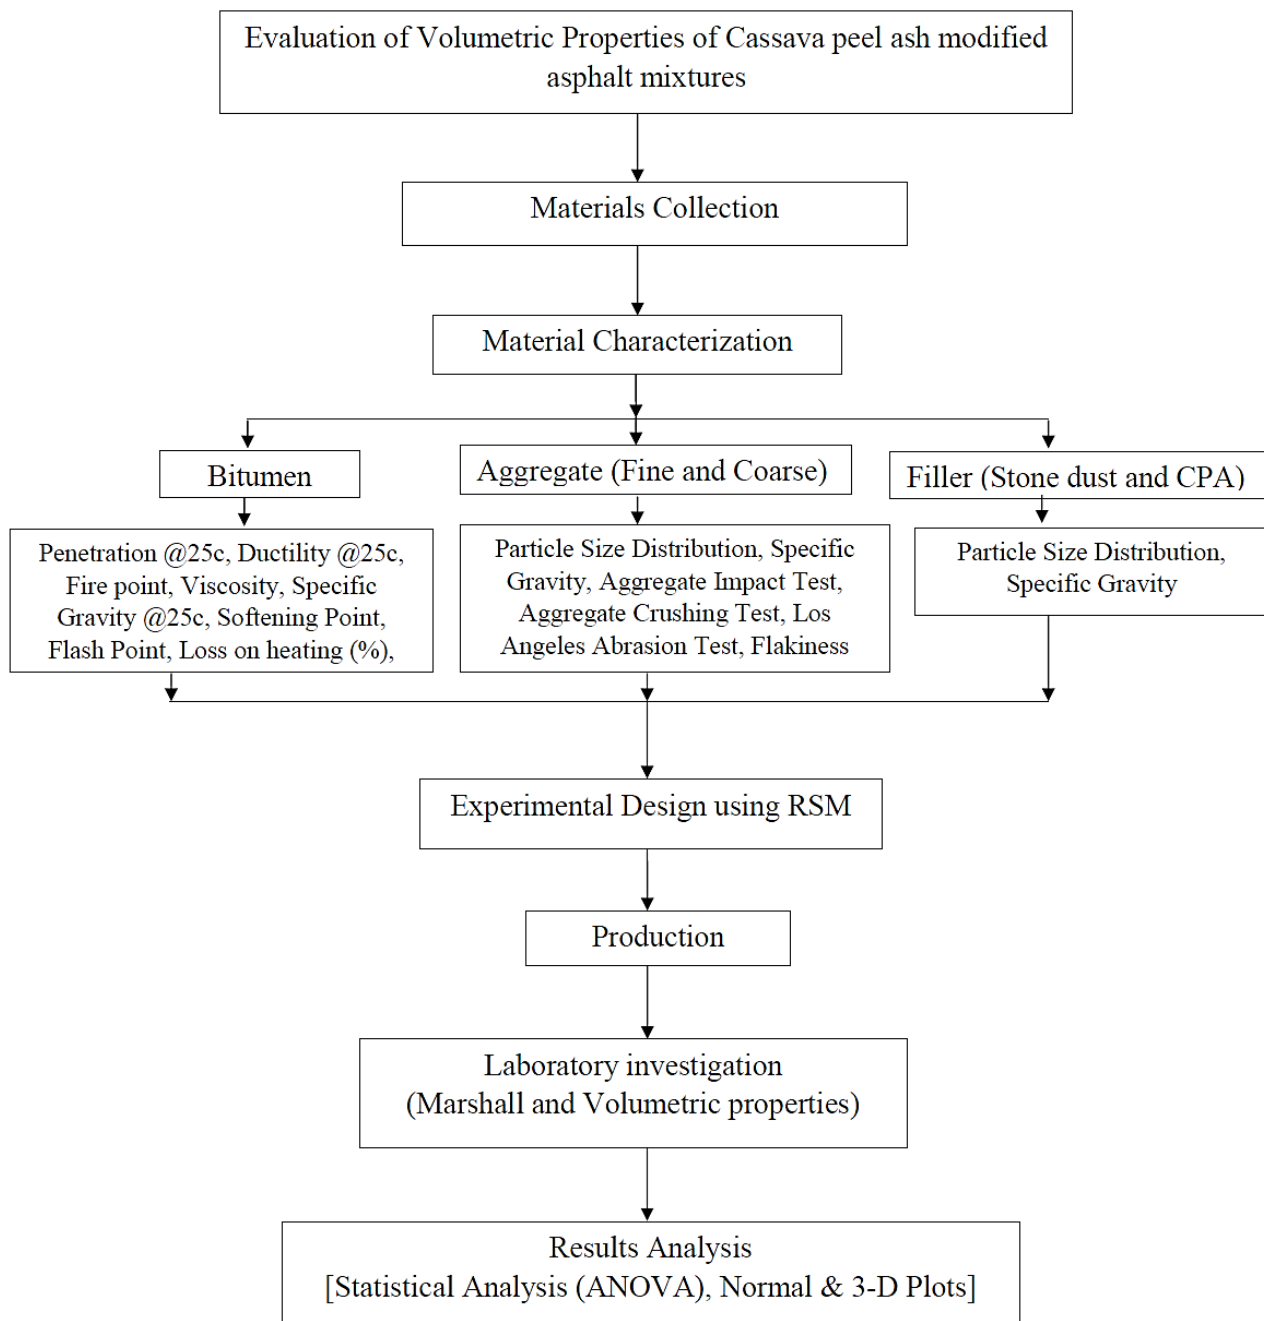 Evaluation of Volumetric Properties of Cassava peel ash modified
asphalt mixtures
Materials Collection
Material Characterization
Bitumen
Aggregate (Fine and Coarse)
Filler (Stone dust and CPA)
Penetration @25c, Ductility @25c,
Fire point, Viscosity, Specific
Gravity @25c, Softening Point,
Flash Point, Loss on heating (%),
Particle Size Distribution, Specific
Gravity, Aggregate Impact Test,
Aggregate Crushing Test, Los
Angeles Abrasion Test, Flakiness
Particle Size Distribution,
Specific Gravity
Experimental Design using RSM
Production
Laboratory investigation
(Marshall and Volumetric properties)
Results Analysis
[Statistical Analysis (ANOVA), Normal & 3-D Plots]